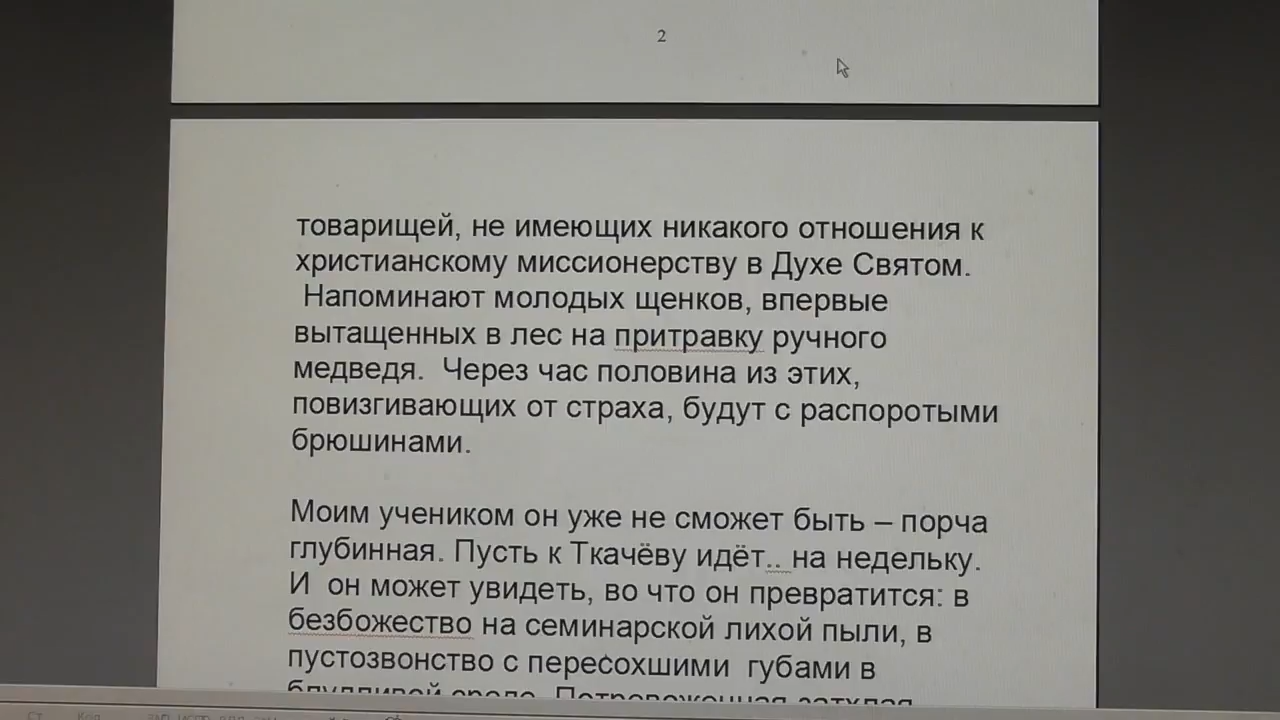 2
товарищей, не имеющих никакого отношения к
христианскому миссионерству в Духе Святом.
Напоминают молодых щенков, впервые
вытащенных в лес на притравку ручного
медведя.  Через час половина из этих,
повизгивающих от страха, будут с распоротыми
брюшинами.
Моим учеником он уже не сможет быть – порча
глубинная. Пусть к Ткачёву идёт.. на недельку.
И  он может увидеть, во что он превратится: в
безбожество на семинарской лихой пыли, в
пустозвонство с пересохшими  губами в